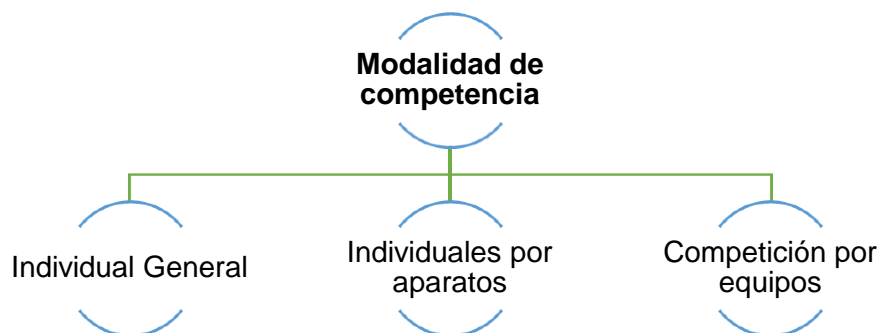 Modalidad de
competencia
Individual General
Individuales por
aparatos
Competición por
equipos